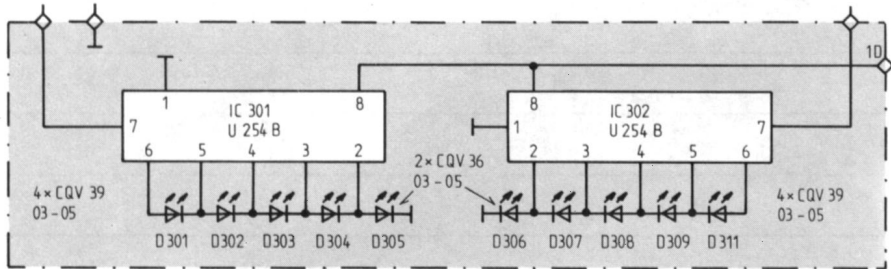 10
1
8
IC 301
U 254 B
7
6 5 4 3 2
8
IC 302
U 254 B
1
7
2 3 4 5 6
4 × CQV 39
03 - 05
2 × CQV 36
03 - 05
4 × CQV 39
03 - 05
D301 D302 D303 D304 D305
D306 D307 D308 D309 D311